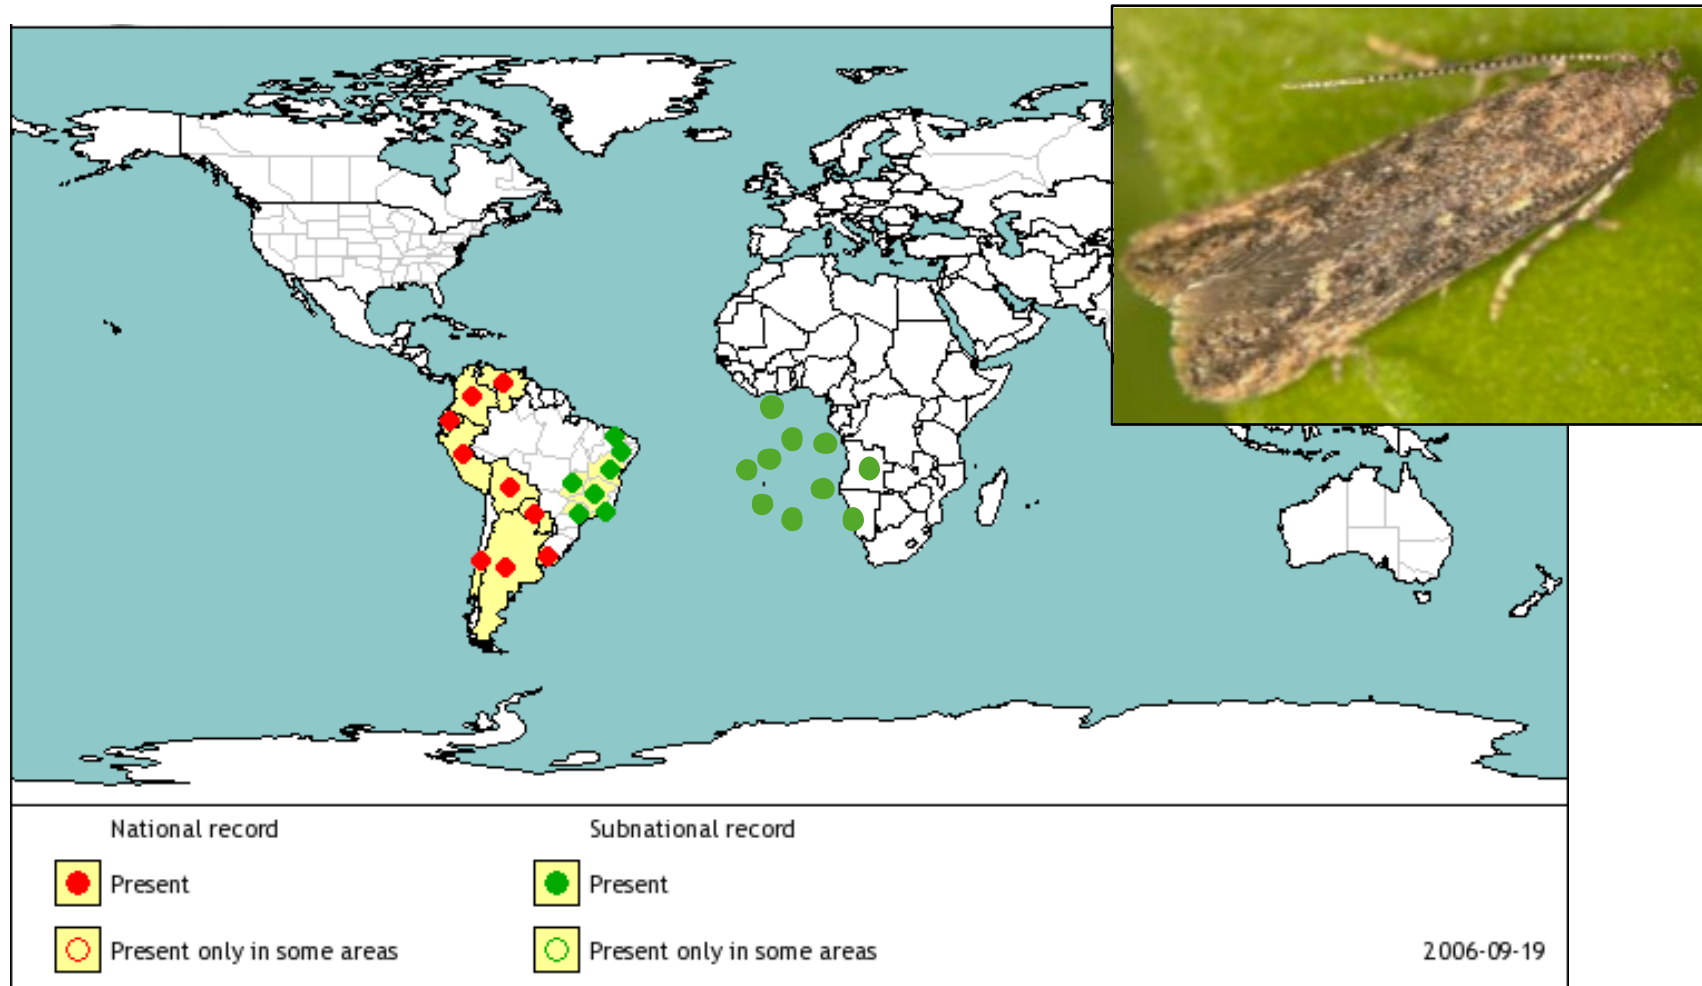 National record
Subnational record
Present
Present
Present only in some areas
Present only in some areas
2006-09-19